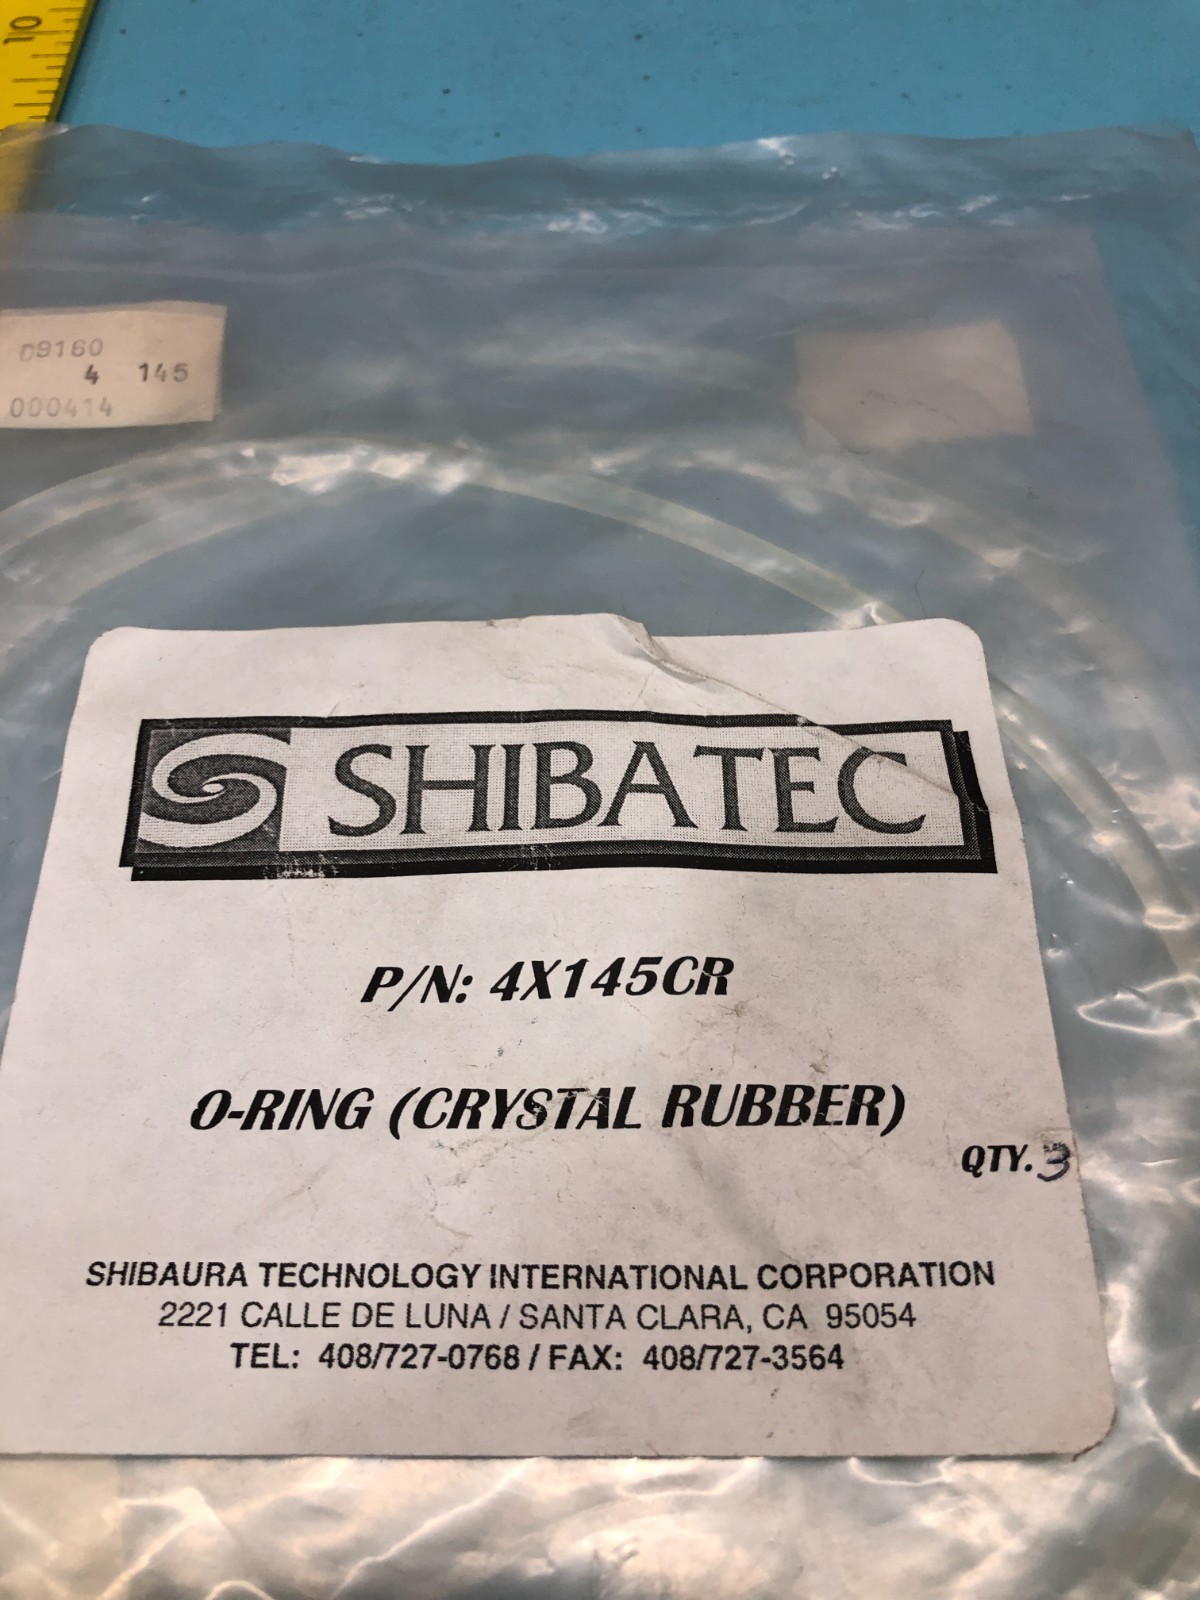 10
D9160
4 145
000414
SHIBATEC
P/N: 4X145CR
O-RING (CRYSTAL RUBBER)
QTY. 3
SHIBAURA TECHNOLOGY INTERNATIONAL CORPORATION
2221 CALLE DE LUNA / SANTA CLARA, CA 95054
TEL: 408/727-0768 / FAX: 408/727-3564